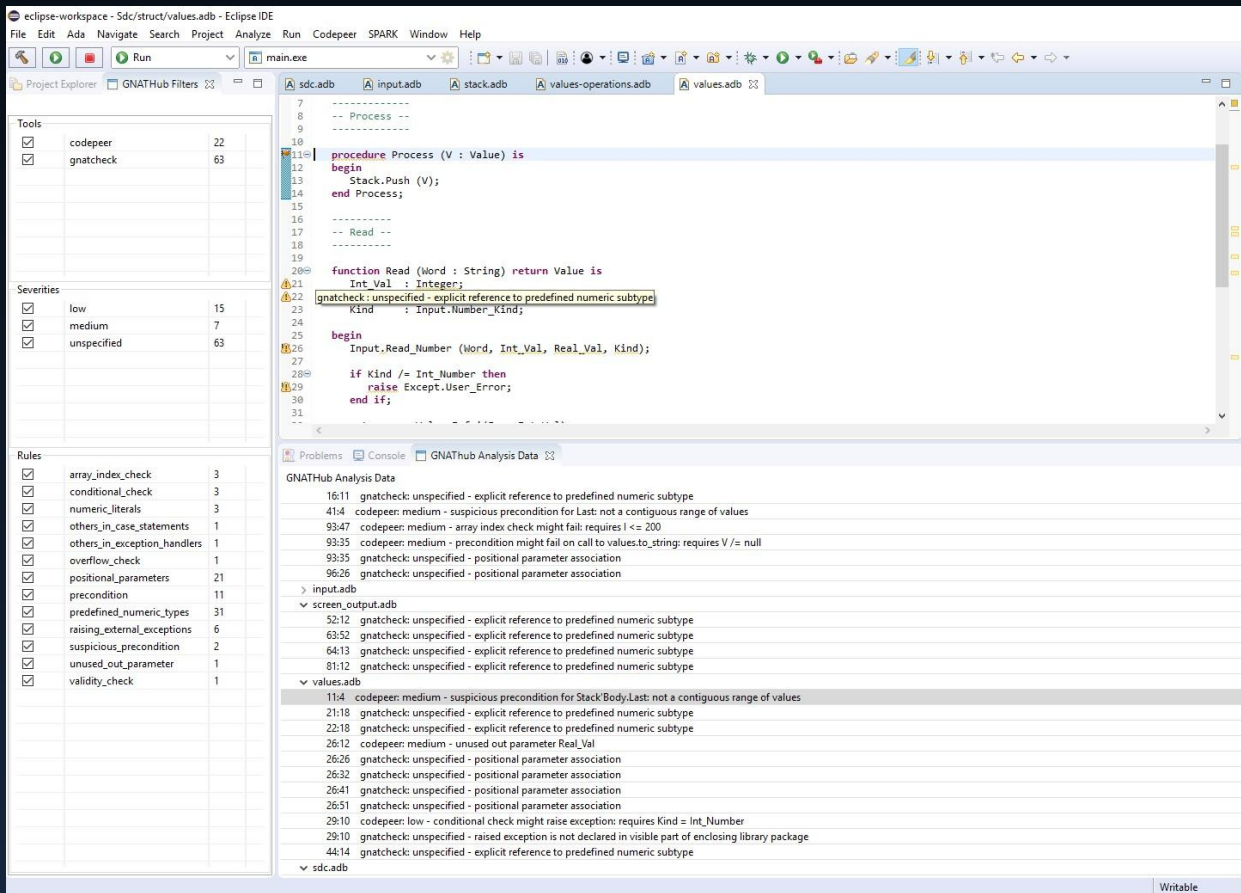 eclipse-workspace - Sdc/struct/values.adb - Eclipse IDE
File Edit Ada Navigate Search Project Analyze Run Codepeer SPARK Window Help
Run main.exe
Project Explorer GNATHub Filters
Tools
codepeer 22
gnatcheck 63
Severities
low 15
medium 7
unspecified 63
Rules
array_index_check 3
conditional_check 3
numeric_literals 3
others_in_case_statements 1
others_in_exception_handlers 1
overflow_check 1
positional_parameters 21
precondition 11
predefined_numeric_types 31
raising_external_exceptions 6
suspicious_precondition 2
unused_out_parameter 1
validity_check 1
sdc.adb input.adb stack.adb values-operations.adb values.adb
7 -------------
8 -- Process --
9 -------------
10
11 procedure Process (V : Value) is
12 begin
13 Stack.Push (V);
14 end Process;
15
16 ----------
17 -- Read --
18 ----------
19
20 function Read (Word : String) return Value is
21 Int_Val : Integer;
22 gnatcheck : unspecified - explicit reference to predefined numeric subtype
23 Kind : Input.Number_Kind;
24
25 begin
26 Input.Read_Number (Word, Int_Val, Real_Val, Kind);
27
28 if Kind /= Int_Number then
29 raise Except.User_Error;
30 end if;
31
Problems Console GNAThub Analysis Data
GNATHub Analysis Data
16:11 gnatcheck: unspecified - explicit reference to predefined numeric subtype
41:4 codepeer: medium - suspicious precondition for Last: not a contiguous range of values
93:47 codepeer: medium - array index check might fail: requires I <= 200
93:35 codepeer: medium - precondition might fail on call to values.to_string: requires V /= null
93:35 gnatcheck: unspecified - positional parameter association
96:26 gnatcheck: unspecified - positional parameter association
input.adb
screen_output.adb
52:12 gnatcheck: unspecified - explicit reference to predefined numeric subtype
63:52 gnatcheck: unspecified - explicit reference to predefined numeric subtype
64:13 gnatcheck: unspecified - explicit reference to predefined numeric subtype
81:12 gnatcheck: unspecified - explicit reference to predefined numeric subtype
values.adb
11:4 codepeer: medium - suspicious precondition for Stack'Body.Last: not a contiguous range of values
21:18 gnatcheck: unspecified - explicit reference to predefined numeric subtype
22:18 gnatcheck: unspecified - explicit reference to predefined numeric subtype
26:12 codepeer: medium - unused out parameter Real_Val
26:26 gnatcheck: unspecified - positional parameter association
26:32 gnatcheck: unspecified - positional parameter association
26:41 gnatcheck: unspecified - positional parameter association
26:51 gnatcheck: unspecified - positional parameter association
29:10 codepeer: low - conditional check might raise exception: requires Kind = Int_Number
29:10 gnatcheck: unspecified - raised exception is not declared in visible part of enclosing library package
44:14 gnatcheck: unspecified - explicit reference to predefined numeric subtype
sdc.adb
Writable